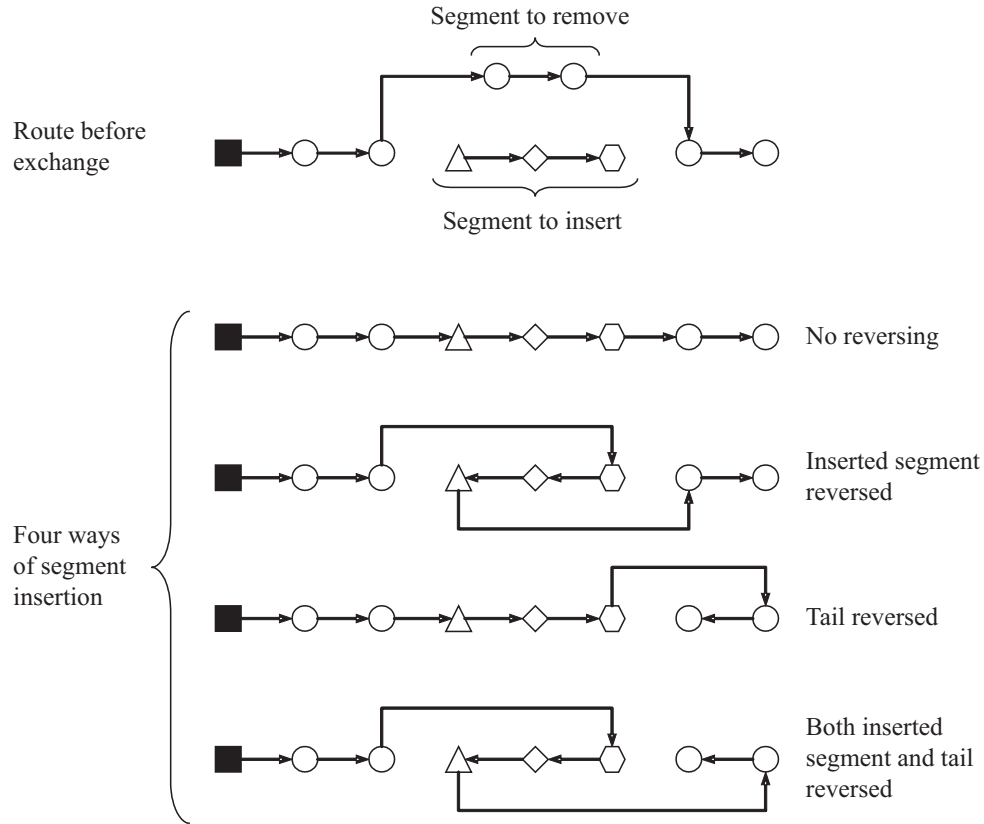 Segment to remove
Route before
exchange
Segment to insert
No reversing
Inserted segment
reversed
Four ways
of segment
insertion
Tail reversed
Both inserted
segment and tail
reversed